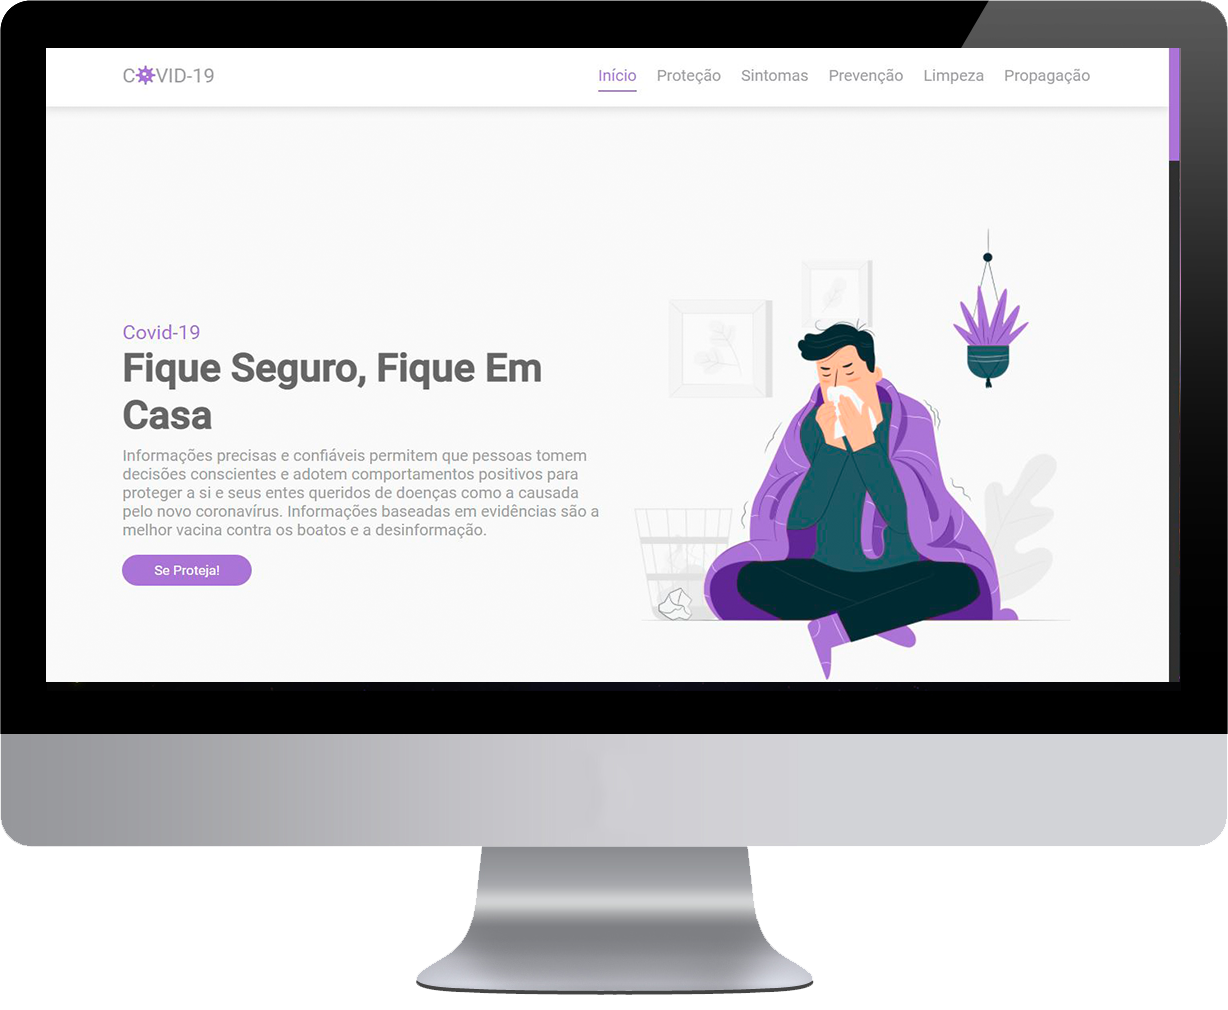 COVID-19
Início Proteção Sintomas Prevenção Limpeza Propagação
Covid-19
Fique Seguro, Fique Em
Casa
Informações precisas e confiáveis permitem que pessoas tomem
decisões conscientes e adotem comportamentos positivos para
proteger a si e seus entes queridos de doenças como a causada
pelo novo coronavírus. Informações baseadas em evidências são a
melhor vacina contra os boatos e a desinformação.
Se Proteja!